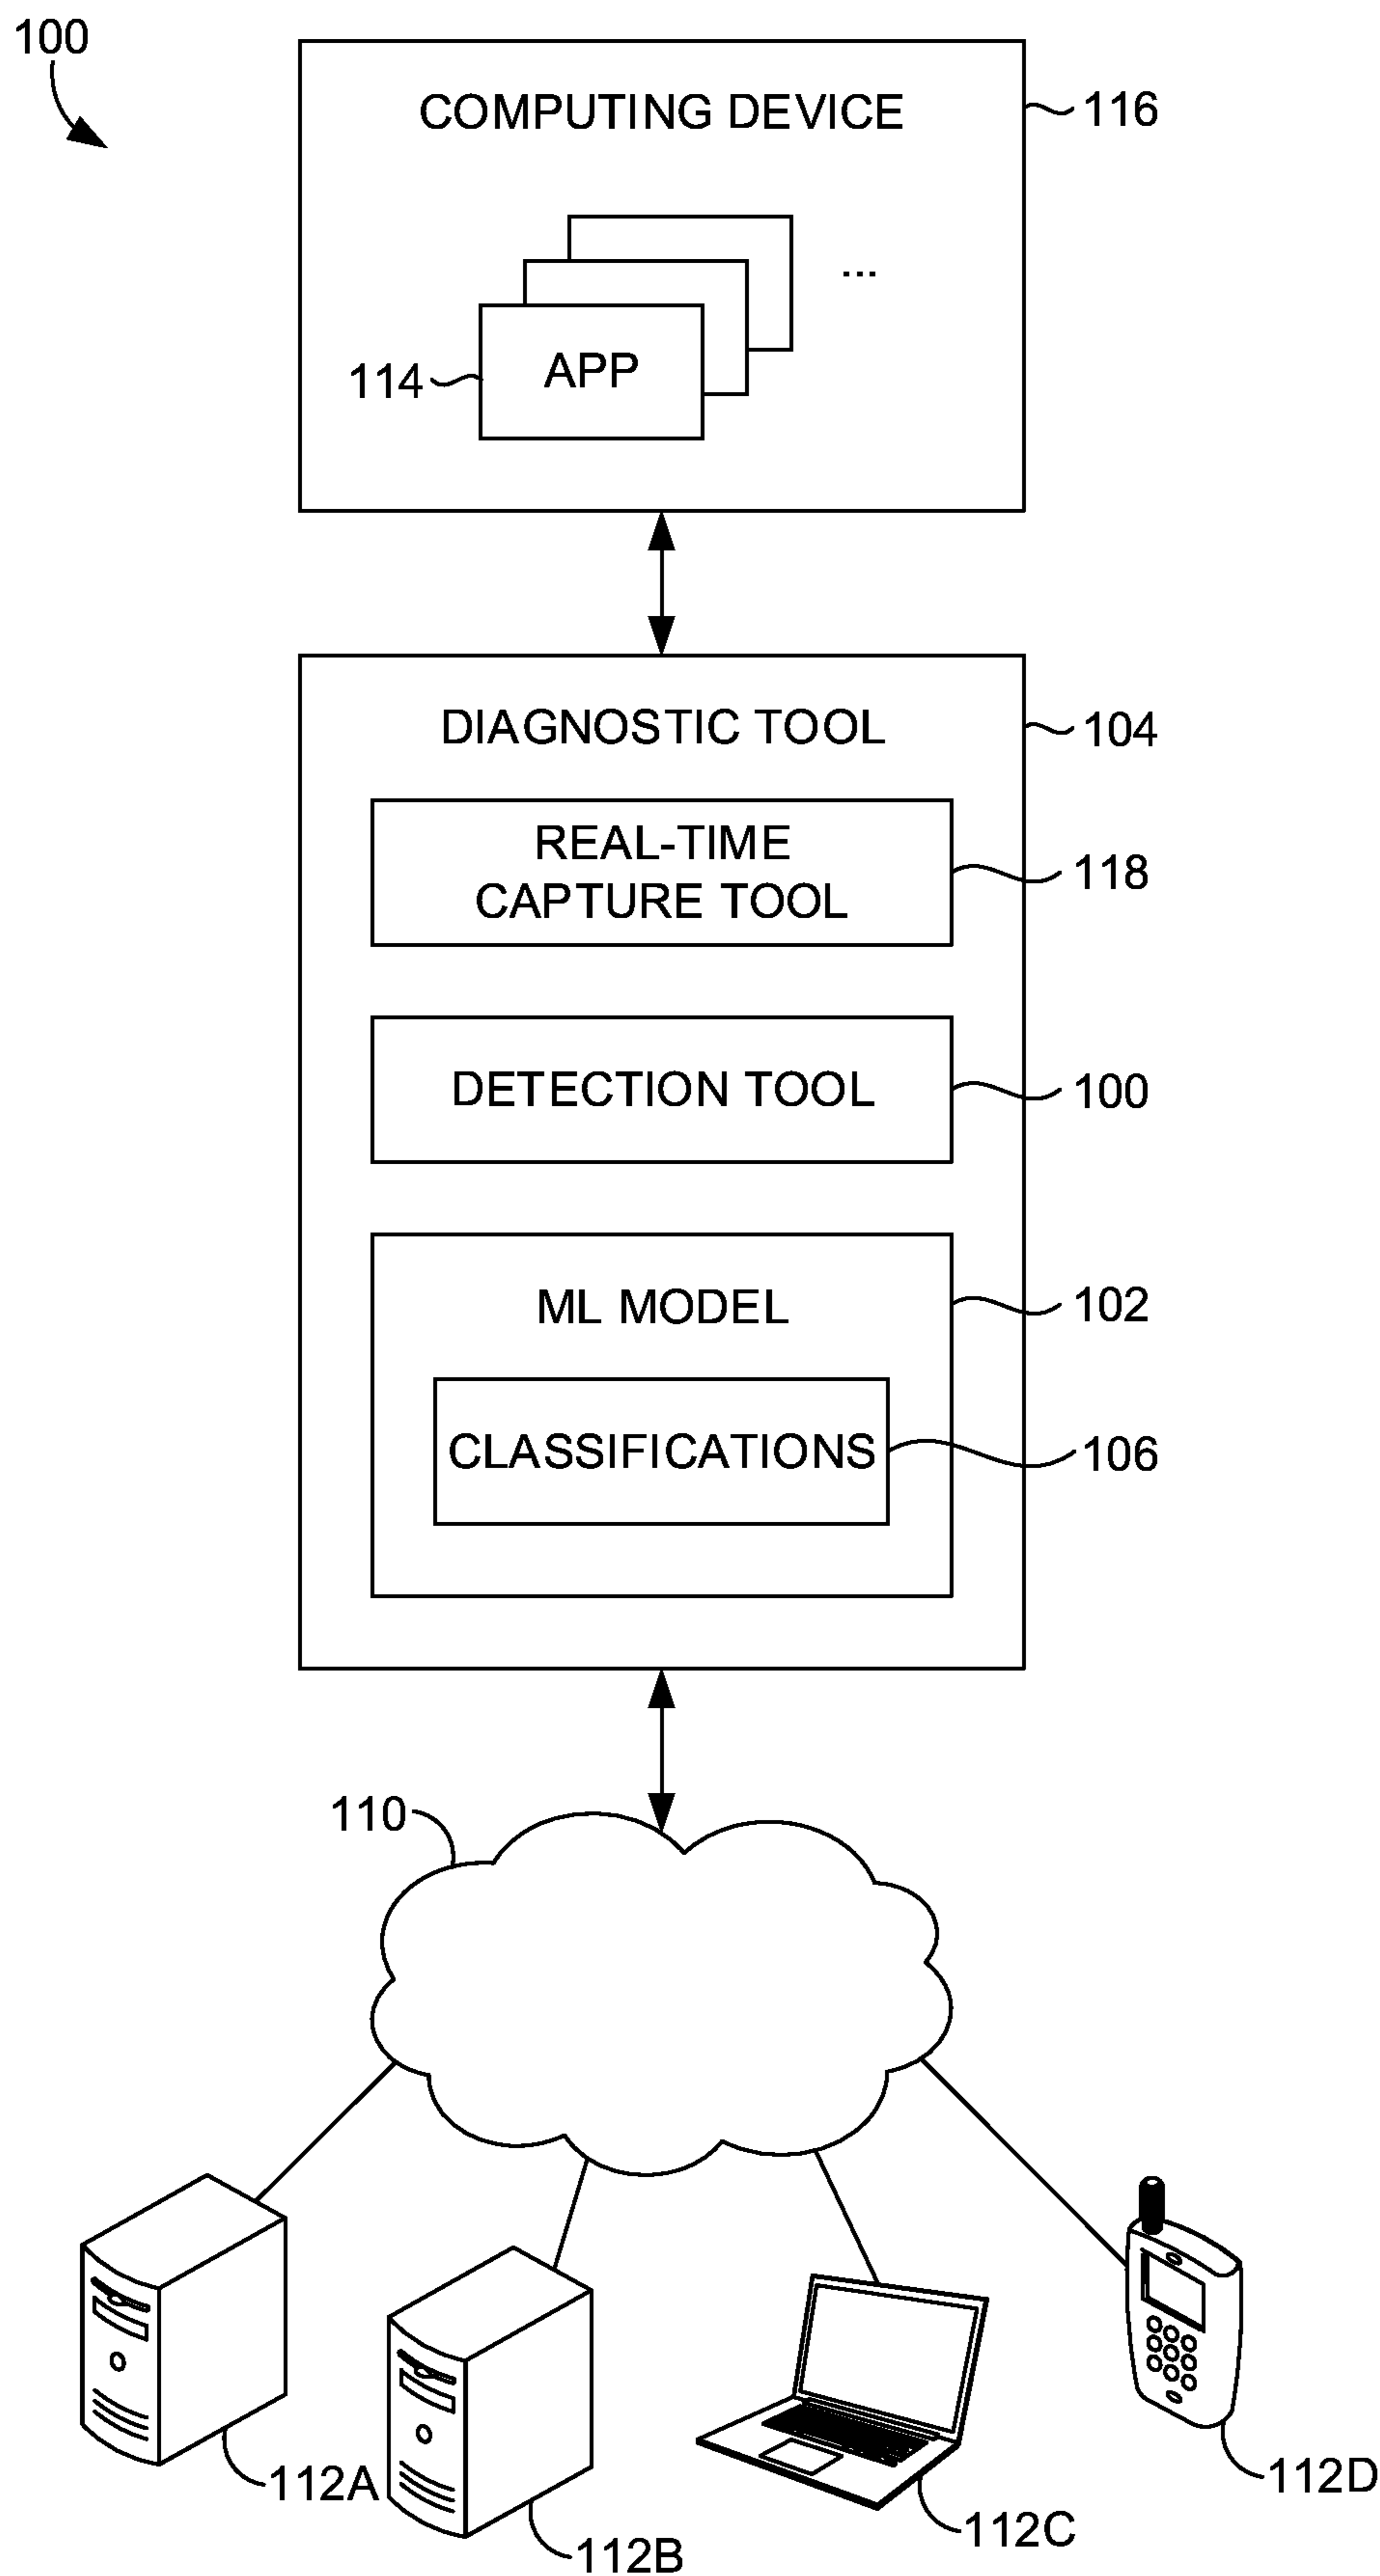 100
COMPUTING DEVICE
116
...
APP
114
DIAGNOSTIC TOOL
104
REAL-TIME
CAPTURE TOOL
118
DETECTION TOOL
100
ML MODEL
102
CLASSIFICATIONS
106
110
112A
112B
112C
112D